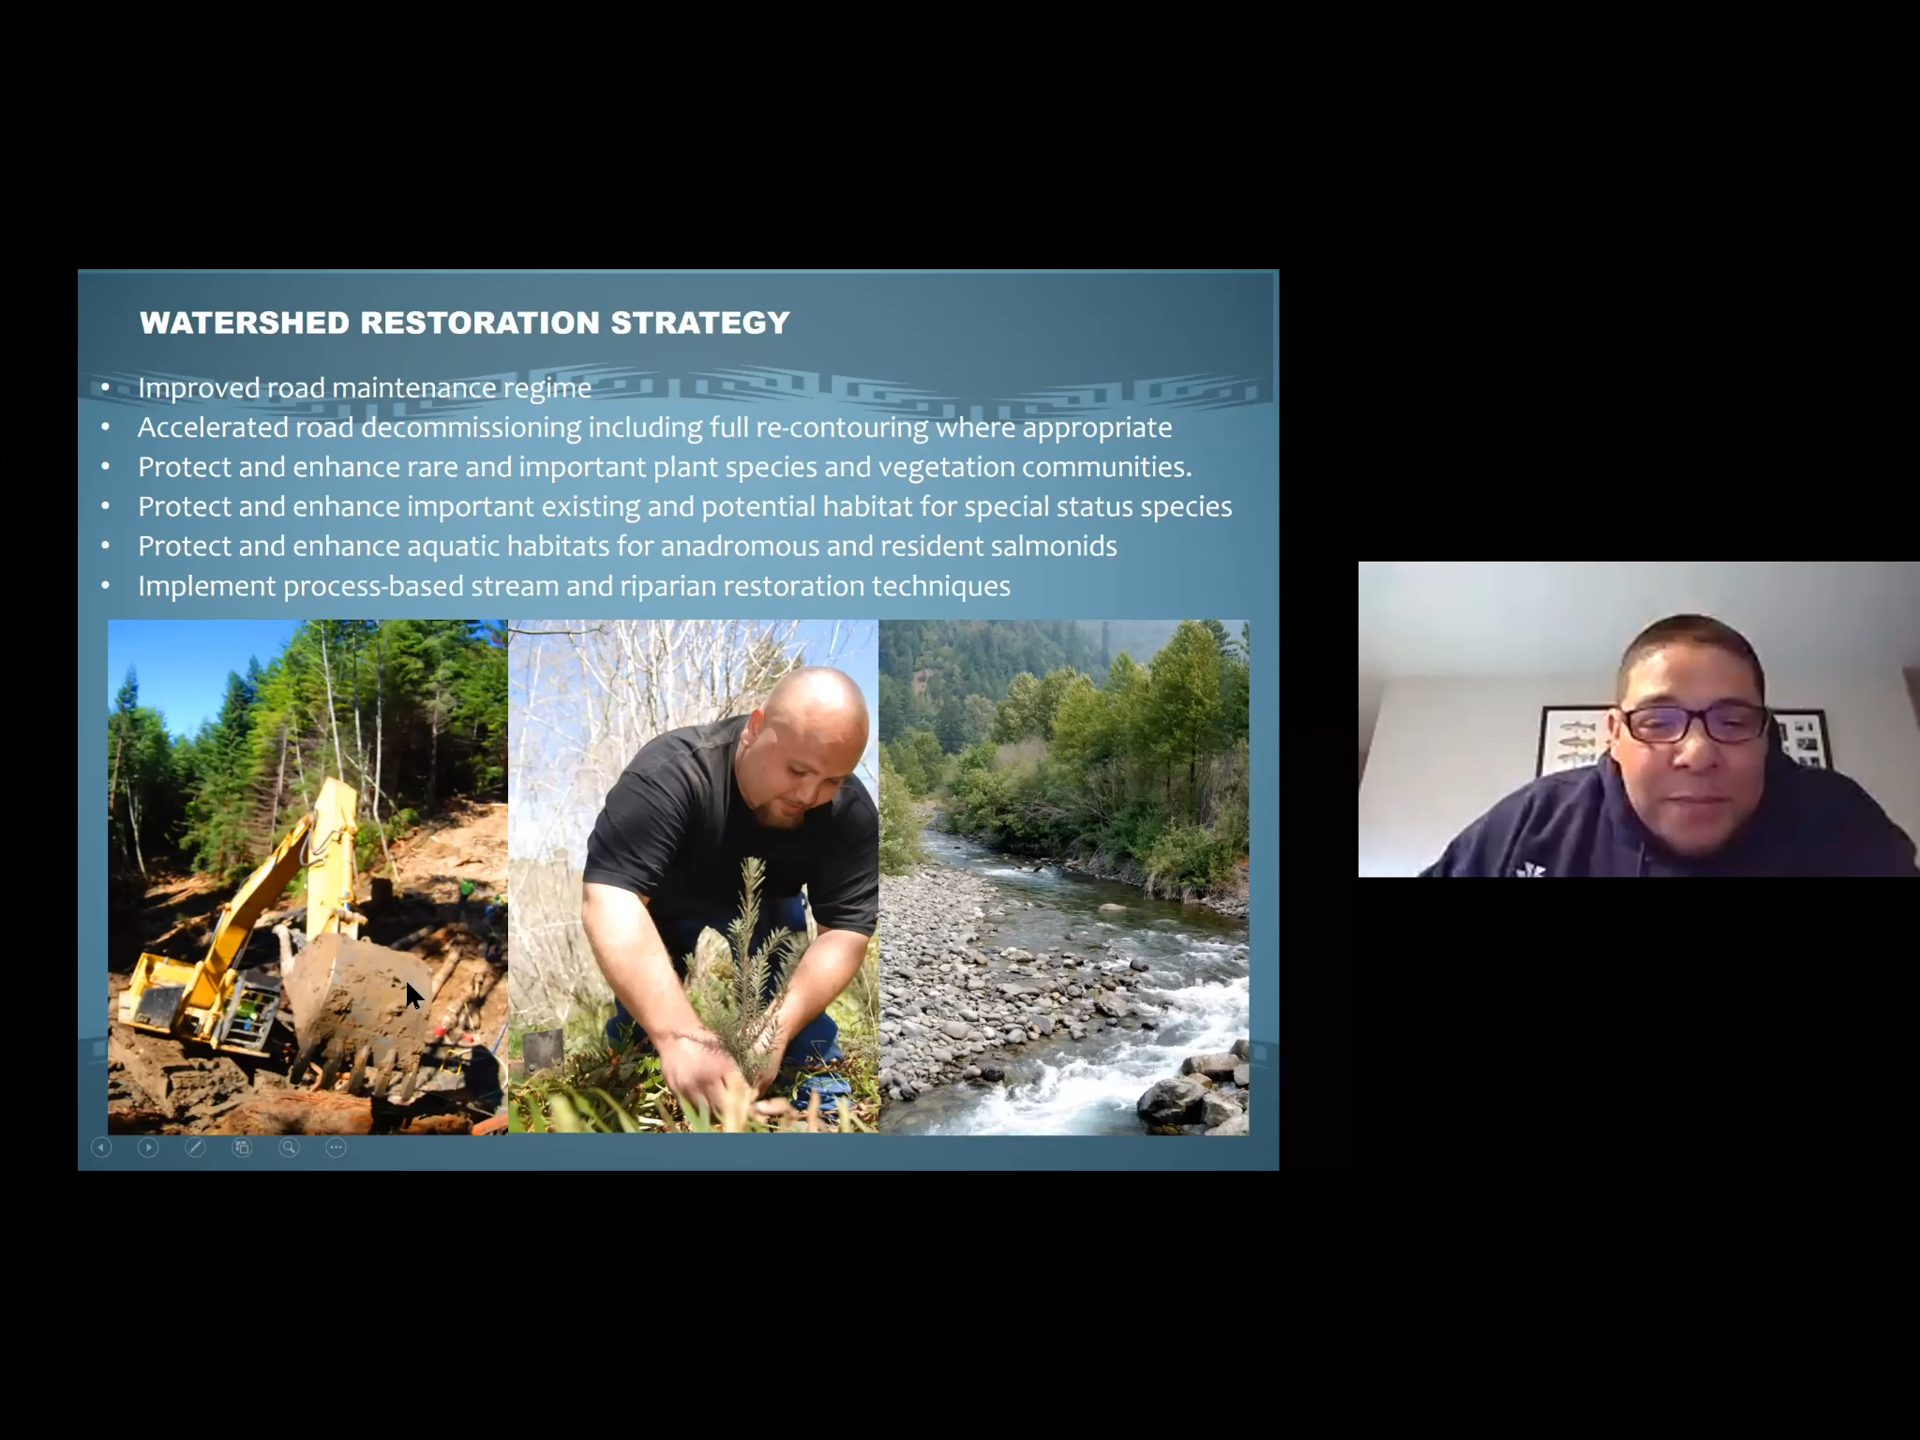 WATERSHED RESTORATION STRATEGY
• Improved road maintenance regime
• Accelerated road decommissioning including full re-contouring where appropriate
• Protect and enhance rare and important plant species and vegetation communities.
• Protect and enhance important existing and potential habitat for special status species
• Protect and enhance aquatic habitats for anadromous and resident salmonids
• Implement process-based stream and riparian restoration techniques